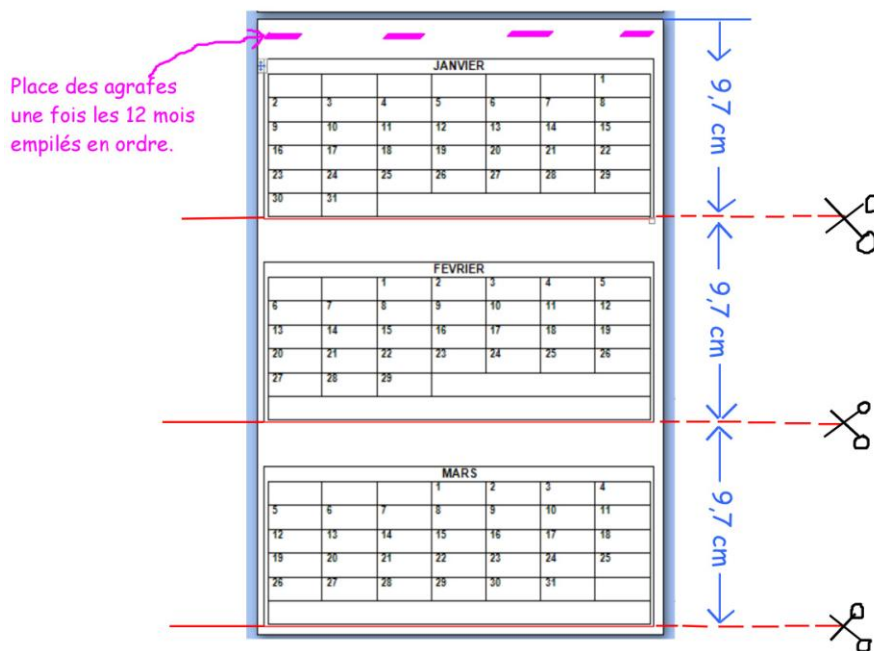 Place des agrafes
une fois les 12 mois
empilés en ordre.
JANVIER
1
2 3 4 5 6 7 8
9 10 11 12 13 14 15
16 17 18 19 20 21 22
23 24 25 26 27 28 29
30 31
9,7 cm
FEVRIER
1 2 3 4 5
6 7 8 9 10 11 12
13 14 15 16 17 18 19
20 21 22 23 24 25 26
27 28 29
9,7 cm
MARS
1 2 3 4
5 6 7 8 9 10 11
12 13 14 15 16 17 18
19 20 21 22 23 24 25
26 27 28 29 30 31
9,7 cm